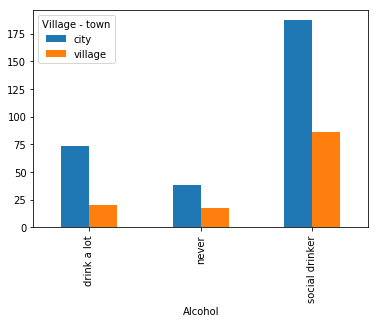 Village - town
city
village
175
150
125
100
75
50
25
0
drink a lot
never
social drinker
Alcohol